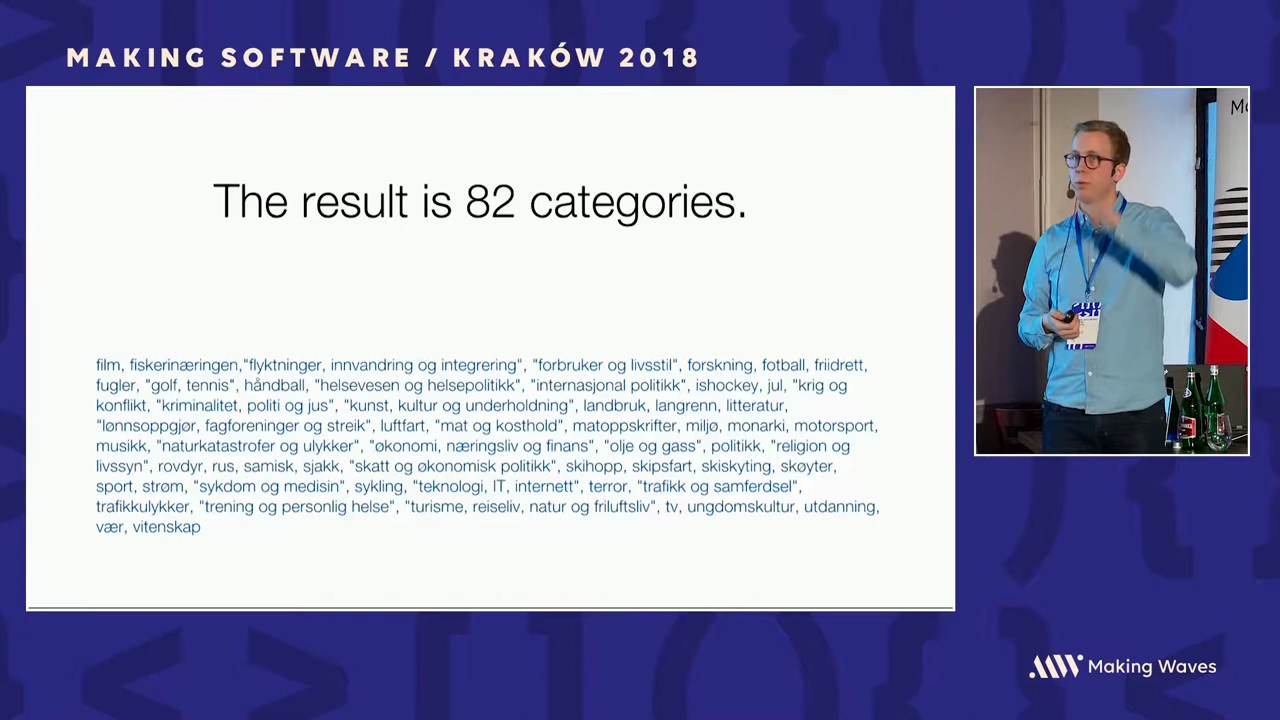 MAKING SOFTWARE / KRAKÓW 2018
The result is 82 categories.
film, fiskerinæringen,"flyktninger, innvandring og integrering", "forbruker og livsstil", forskning, fotball, friidrett,
fugler, "golf, tennis", håndball, "helsevesen og helsepolitikk", "internasjonal politikk", ishockey, jul, "krig og
konflikt, "kriminalitet, politi og jus", "kunst, kultur og underholdning", landbruk, langrenn, litteratur,
"lønnsoppgjør, fagforeninger og streik", luftfart, "mat og kosthold", matoppskrifter, miljø, monarki, motorsport,
musikk, "naturkatastrofer og ulykker", "økonomi, næringsliv og finans", "olje og gass", politikk, "religion og
livssyn", rovdyr, rus, samisk, sjakk, "skatt og økonomisk politikk", skihopp, skipsfart, skiskyting, skøyter,
sport, strøm, "sykdom og medisin", sykling, "teknologi, IT, internett", terror, "trafikk og samferdsel",
trafikkulykker, "trening og personlig helse", "turisme, reiseliv, natur og friluftsliv", tv, ungdomskultur, utdanning,
vær, vitenskap
Making Waves